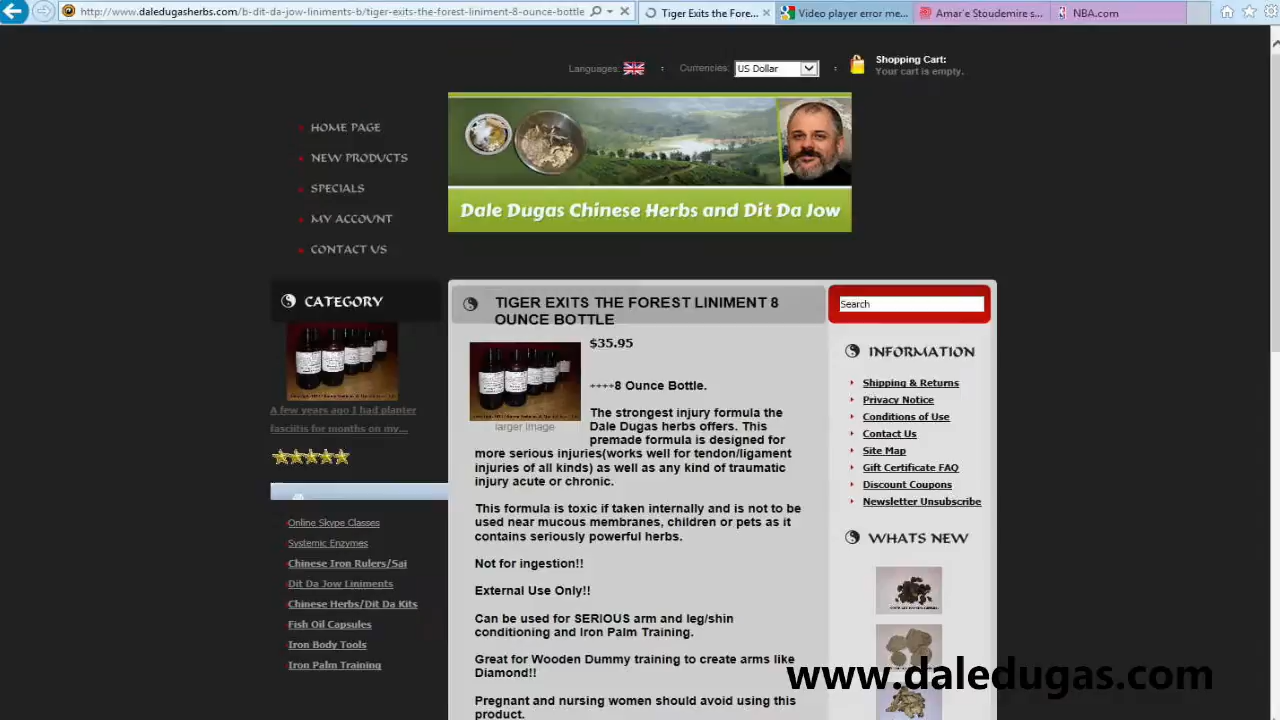 http://www.daledugasherbs.com/b-dit-da-jow-liniments-b/tiger-exits-the-forest-liniment-8-ounce-bottle
Tiger Exits the Fore...
Video player error me...
Amar'e Stoudemire s...
NBA.com
Languages:
Currencies:
US Dollar
Shopping Cart:
Your cart is empty.
HOME PAGE
NEW PRODUCTS
SPECIALS
MY ACCOUNT
CONTACT US
Dale Dugas Chinese Herbs and Dit Da Jow
CATEGORY
A few years ago I had planter
fasciitis for months on my...
Online Skype Classes
Systemic Enzymes
Chinese Iron Rulers/Sai
Dit Da Jow Liniments
Chinese Herbs/Dit Da Kits
Fish Oil Capsules
Iron Body Tools
Iron Palm Training
TIGER EXITS THE FOREST LINIMENT 8
OUNCE BOTTLE
$35.95
larger image
++++8 Ounce Bottle.
The strongest injury formula the
Dale Dugas herbs offers. This
premade formula is designed for
more serious injuries(works well for tendon/ligament
injuries of all kinds) as well as any kind of traumatic
injury acute or chronic.
This formula is toxic if taken internally and is not to be
used near mucous membranes, children or pets as it
contains seriously powerful herbs.
Not for ingestion!!
External Use Only!!
Can be used for SERIOUS arm and leg/shin
conditioning and Iron Palm Training.
Great for Wooden Dummy training to create arms like
Diamond!!
Pregnant and nursing women should avoid using this
product.
Search
INFORMATION
Shipping & Returns
Privacy Notice
Conditions of Use
Contact Us
Site Map
Gift Certificate FAQ
Discount Coupons
Newsletter Unsubscribe
WHATS NEW
www.daledugas.com